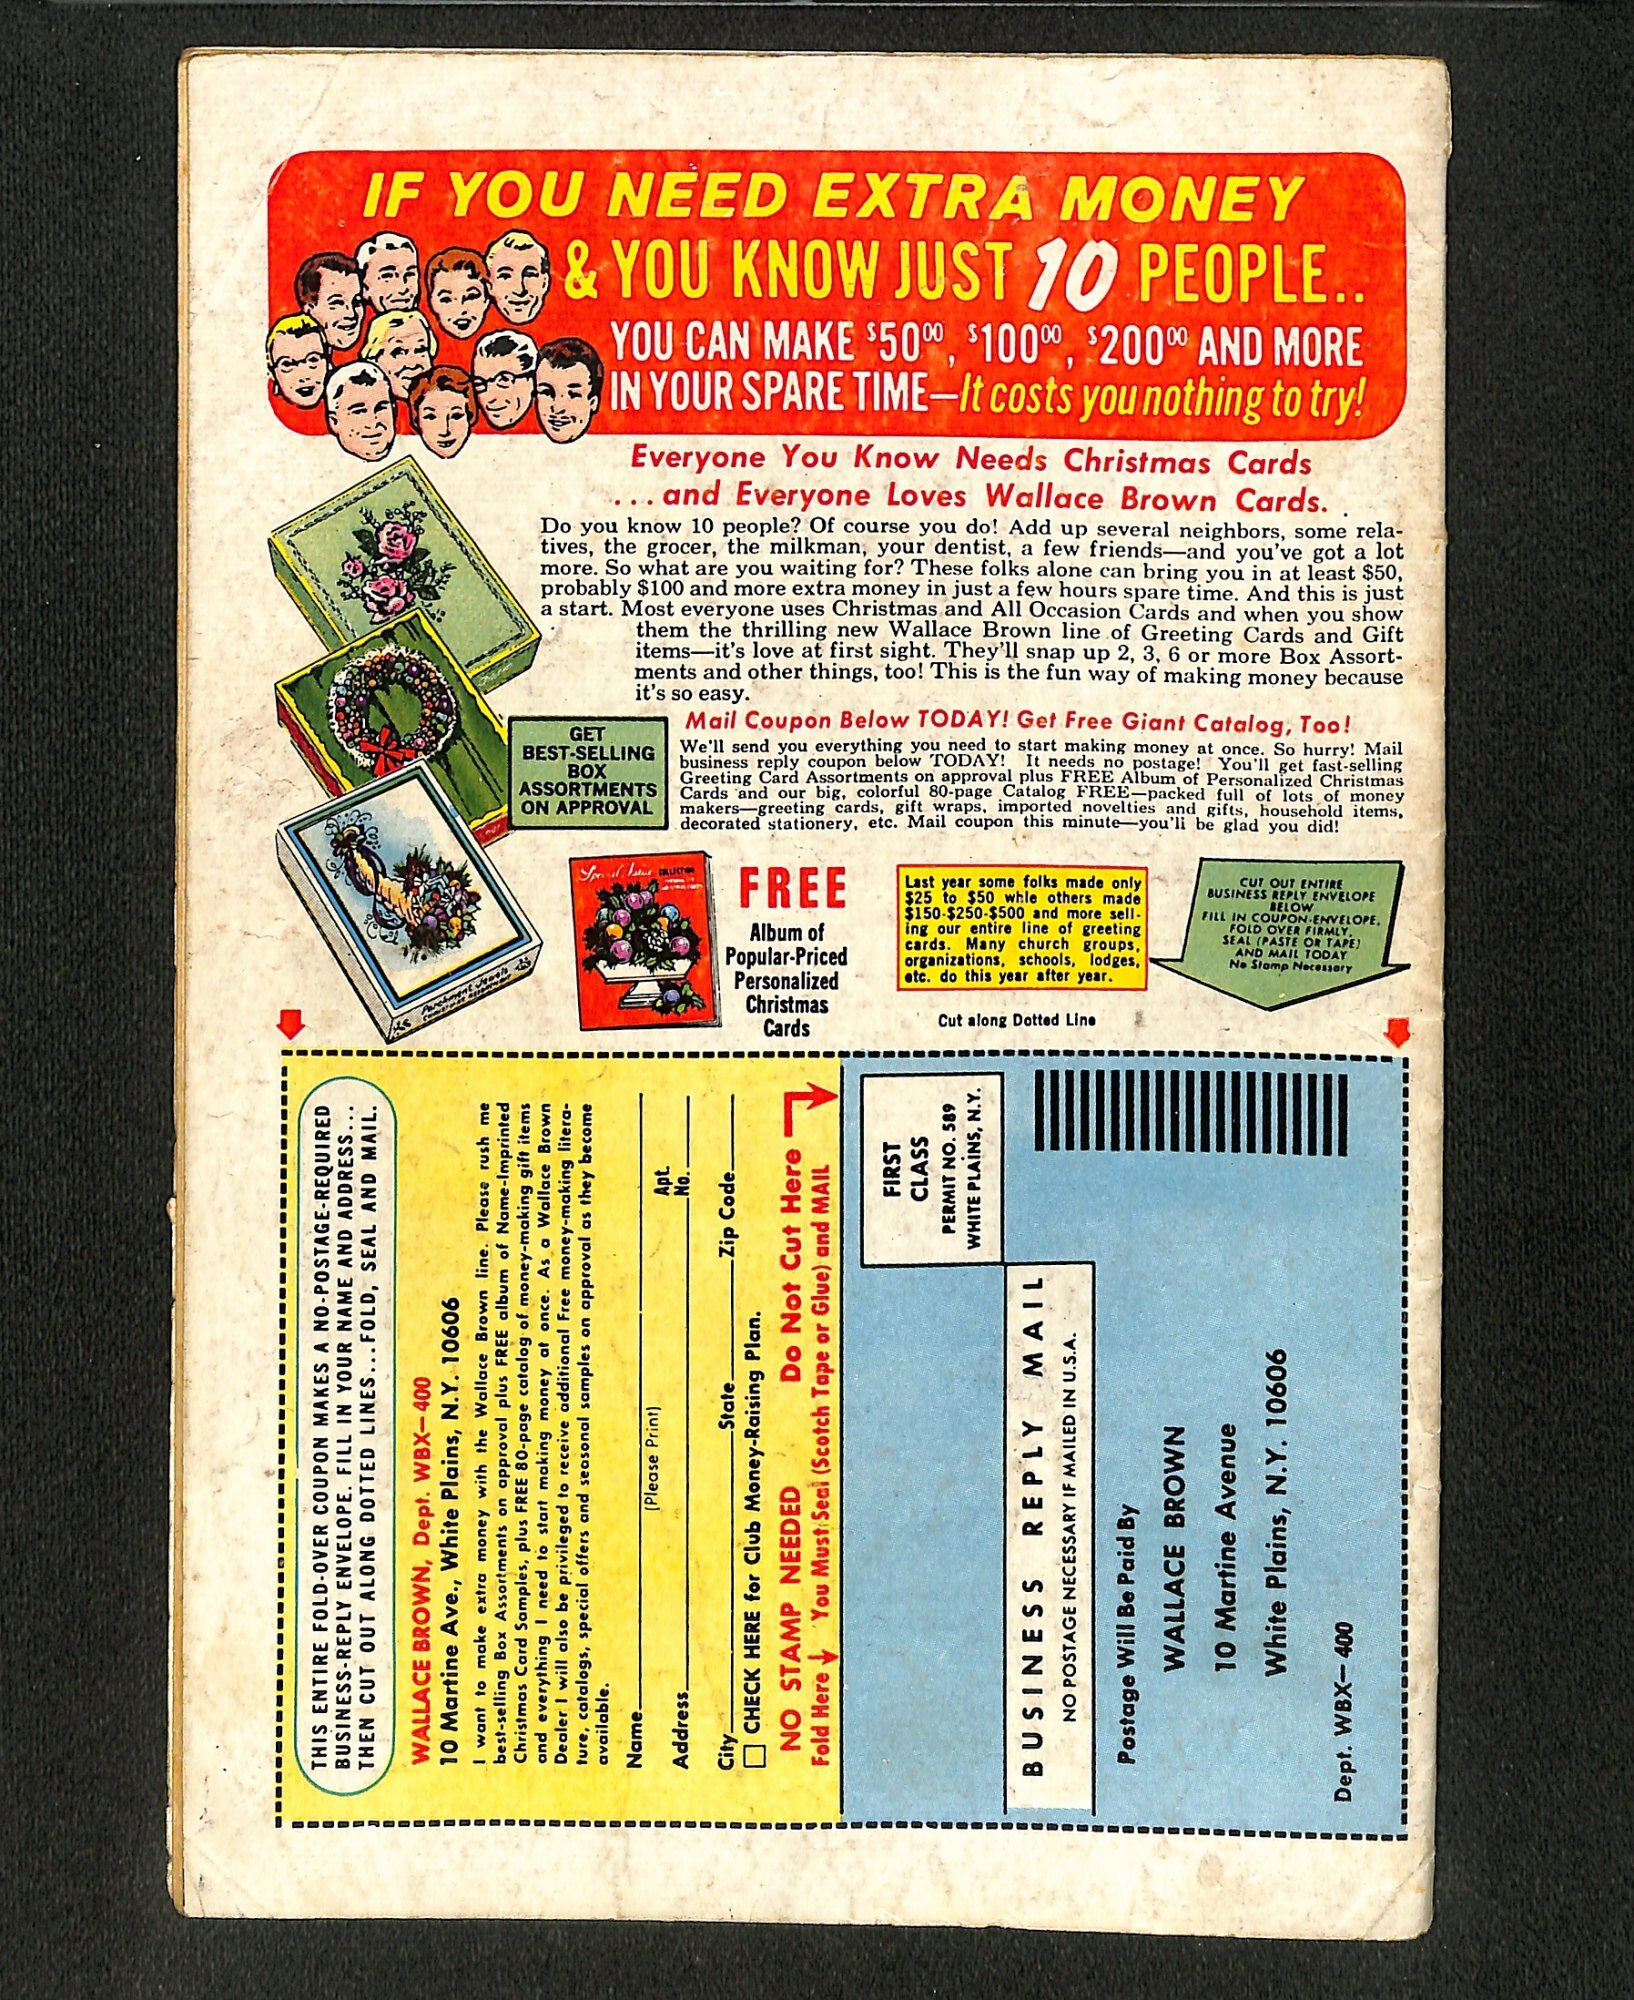 IF YOU NEED EXTRA MONEY
& YOU KNOW JUST 10 PEOPLE..
YOU CAN MAKE $50.00, $100.00, $200.00 AND MORE
IN YOUR SPARE TIME—It costs you nothing to try!
Everyone You Know Needs Christmas Cards
...and Everyone Loves Wallace Brown Cards.
Do you know 10 people? Of course you do! Add up several neighbors, some rela-
tives, the grocer, the milkman, your dentist, a few friends—and you've got a lot
more. So what are you waiting for? These folks alone can bring you in at least $50,
probably $100 and more extra money in just a few hours spare time. And this is just
a start. Most everyone uses Christmas and All Occasion Cards and when you show
them the thrilling new Wallace Brown line of Greeting Cards and Gift
items—it's love at first sight. They'll snap up 2, 3, 6 or more Box Assort-
ments and other things, too! This is the fun way of making money because
it's so easy.
GET
BEST-SELLING
BOX
ASSORTMENTS
ON APPROVAL
Mail Coupon Below TODAY! Get Free Giant Catalog, Too!
We'll send you everything you need to start making money at once. So hurry! Mail
business reply coupon below TODAY! It needs no postage! You'll get fast-selling
Greeting Card Assortments on approval plus FREE Album of Personalized Christmas
Cards and our big, colorful 80-page Catalog FREE—packed full of lots of money
makers—greeting cards, gift wraps, imported novelties and gifts, household items,
decorated stationery, etc. Mail coupon this minute—you'll be glad you did!
FREE
Album of
Popular-Priced
Personalized
Christmas
Cards
Last year some folks made only
$25 to $50 whle others made
$150-$250-$500 and more sell-
ing our entire line of greeting
cards. Many church groups,
organizations, schools, lodges,
etc. do this year after year.
Cut along Dotted Line
CUT OUT ENTIRE
BUSINESS REPLY ENVELOPE
BELOW
FILL IN COUPON-ENVELOPE,
FOLD OVER FIRMLY,
SEAL (PASTE OR TAPE)
AND MAIL TODAY
No Stamp Necessary
THIS ENTIRE FOLD-OVER COUPON MAKES A NO-POSTAGE-REQUIRED
BUSINESS-REPLY ENVELOPE. FILL IN YOUR NAME AND ADDRESS...
THEN CUT OUT ALONG DOTTED LINES...FOLD, SEAL AND MAIL.
WALLACE BROWN, Dept. WBX—400
10 Martine Ave., White Plains, N.Y. 10606
I want to make extra money with the Wallace Brown line. Please rush me
best-selling Box Assortments on approval plus FREE album of Name-Imprinted
Christmas Card Samples, plus FREE 80-page catalog of money-making gift items
and everything I need to start making money at once. As a Wallace Brown
Dealer I will also be privileged to receive additional Free money-making litera-
ture, catalogs, special offers and seasonal samples on approval as they become
available.
Name
(Please Print)
Address Apt. No.
City State Zip Code
CHECK HERE for Club Money-Raising Plan.
NO STAMP NEEDED Do Not Cut Here
Fold Here You Must Seal (Scotch Tape or Glue) and MAIL
FIRST
CLASS
PERMIT NO. 589
WHITE PLAINS, N.Y.
BUSINESS REPLY MAIL
NO POSTAGE NECESSARY IF MAILED IN U.S.A.
Postage Will Be Paid By
WALLACE BROWN
10 Martine Avenue
White Plains, N.Y. 10606
Dept. WBX—400